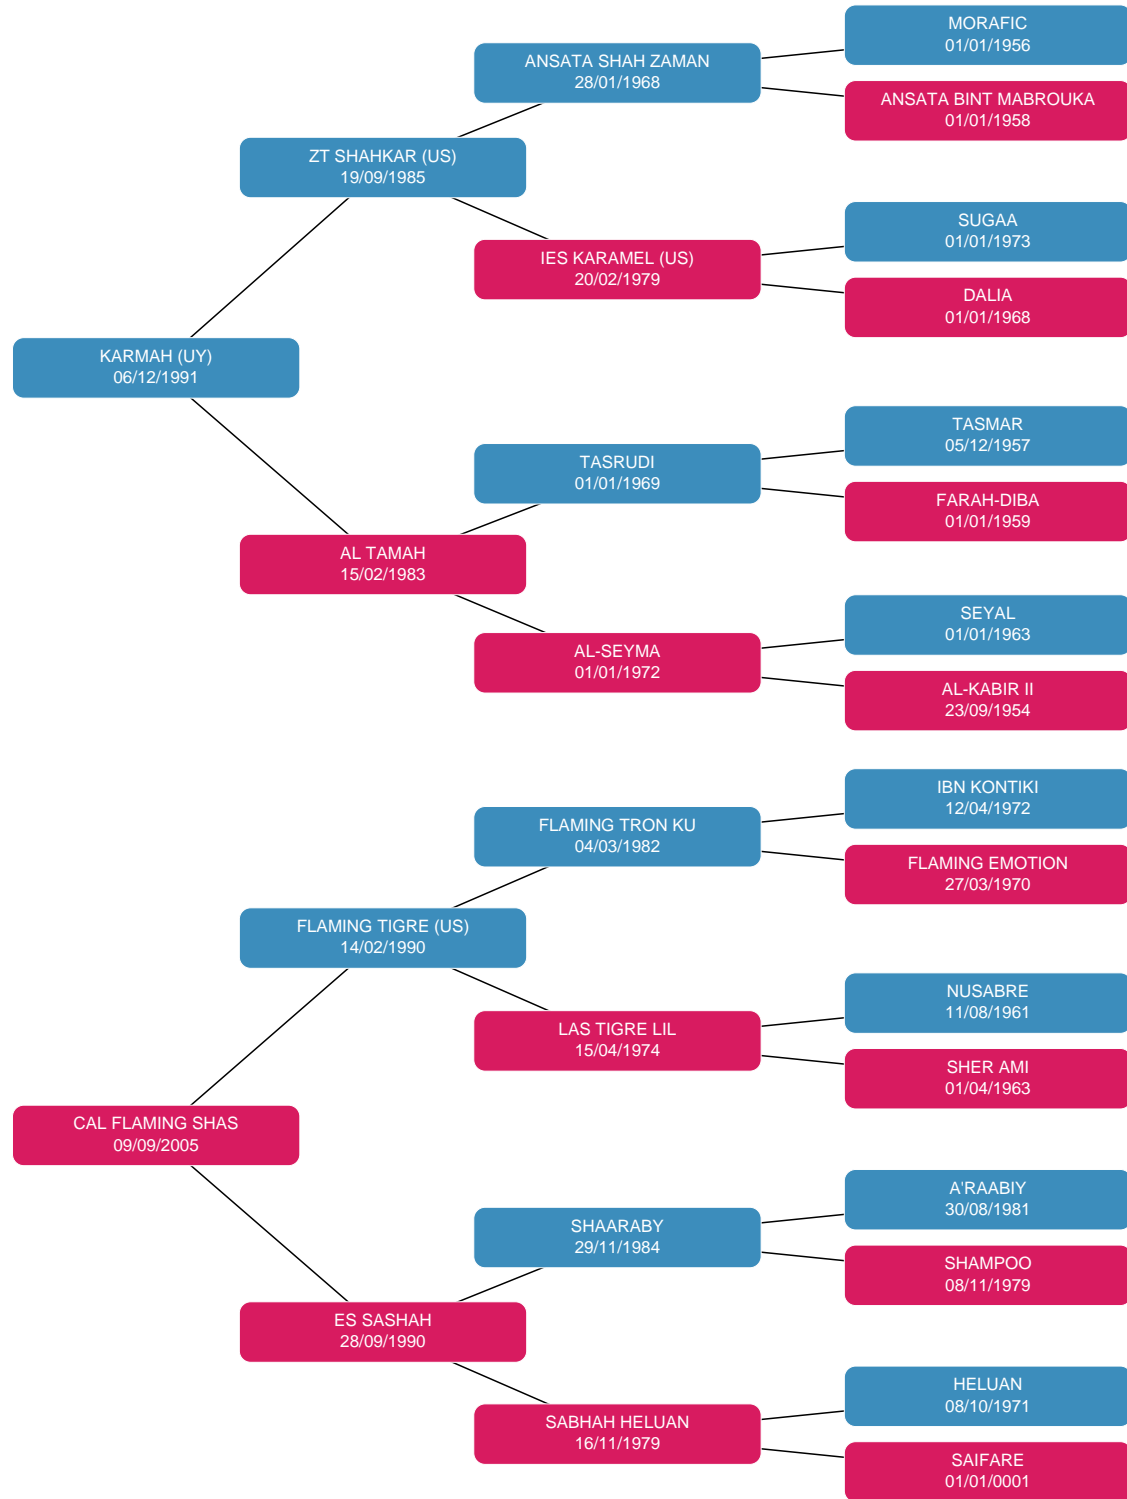 MORAFIC
01/01/1956
ANSATA SHAH ZAMAN
28/01/1968
ANSATA BINT MABROUKA
01/01/1958
ZT SHAHKAR (US)
19/09/1985
SUGAA
01/01/1973
IES KARAMEL (US)
20/02/1979
DALIA
01/01/1968
KARMAH (UY)
06/12/1991
TASMAR
05/12/1957
TASRUDI
01/01/1969
FARAH-DIBA
01/01/1959
AL TAMAH
15/02/1983
SEYAL
01/01/1963
AL-SEYMA
01/01/1972
AL-KABIR II
23/09/1954
IBN KONTIKI
12/04/1972
FLAMING TRON KU
04/03/1982
FLAMING EMOTION
27/03/1970
FLAMING TIGRE (US)
14/02/1990
NUSABRE
11/08/1961
LAS TIGRE LIL
15/04/1974
SHER AMI
01/04/1963
CAL FLAMING SHAS
09/09/2005
A'RAABIY
30/08/1981
SHAARABY
29/11/1984
SHAMPOO
08/11/1979
ES SASHAH
28/09/1990
HELUAN
08/10/1971
SABHAH HELUAN
16/11/1979
SAIFARE
01/01/0001